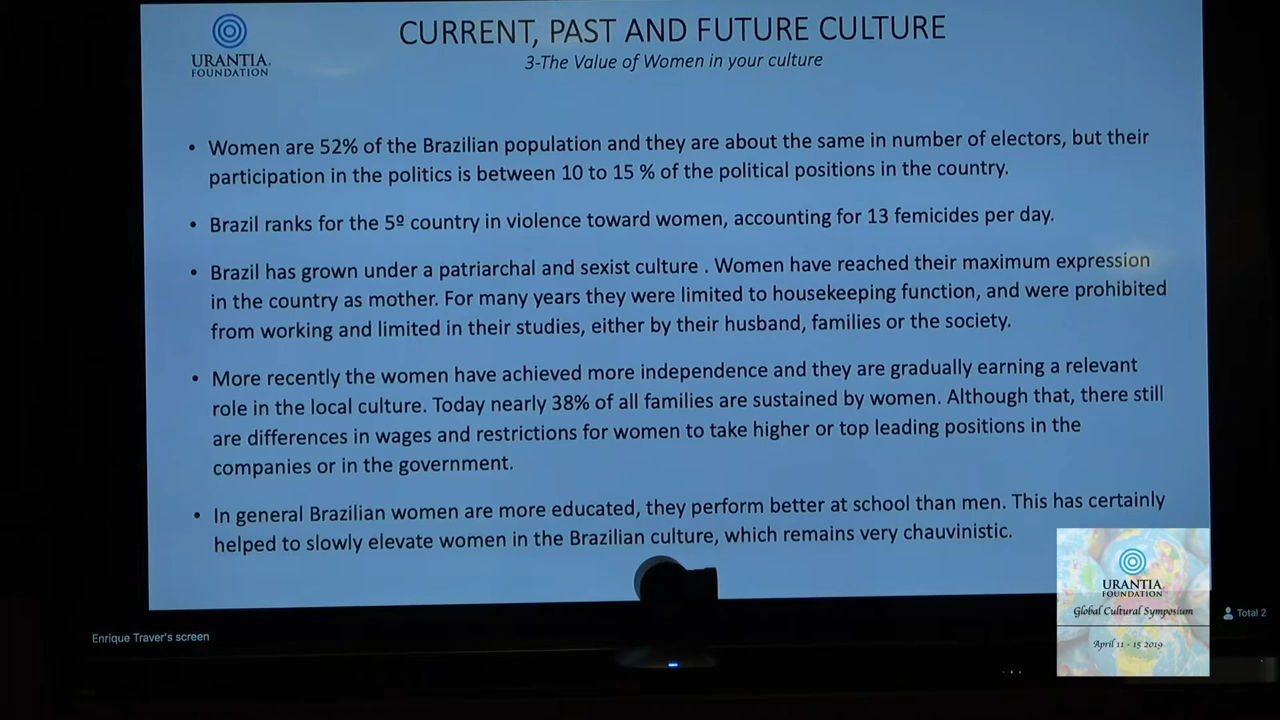 URANTIA®
FOUNDATION
CURRENT, PAST AND FUTURE CULTURE
3-The Value of Women in your culture
• Women are 52% of the Brazilian population and they are about the same in number of electors, but their
participation in the politics is between 10 to 15 % of the political positions in the country.
• Brazil ranks for the 5º country in violence toward women, accounting for 13 femicides per day.
• Brazil has grown under a patriarchal and sexist culture . Women have reached their maximum expression
in the country as mother. For many years they were limited to housekeeping function, and were prohibited
from working and limited in their studies, either by their husband, families or the society.
• More recently the women have achieved more independence and they are gradually earning a relevant
role in the local culture. Today nearly 38% of all families are sustained by women. Although that, there still
are differences in wages and restrictions for women to take higher or top leading positions in the
companies or in the government.
• In general Brazilian women are more educated, they perform better at school than men. This has certainly
helped to slowly elevate women in the Brazilian culture, which remains very chauvinistic.
URANTIA®
FOUNDATION
Global Cultural Symposium
April 11 - 15 2019
Enrique Traver's screen
Total 2